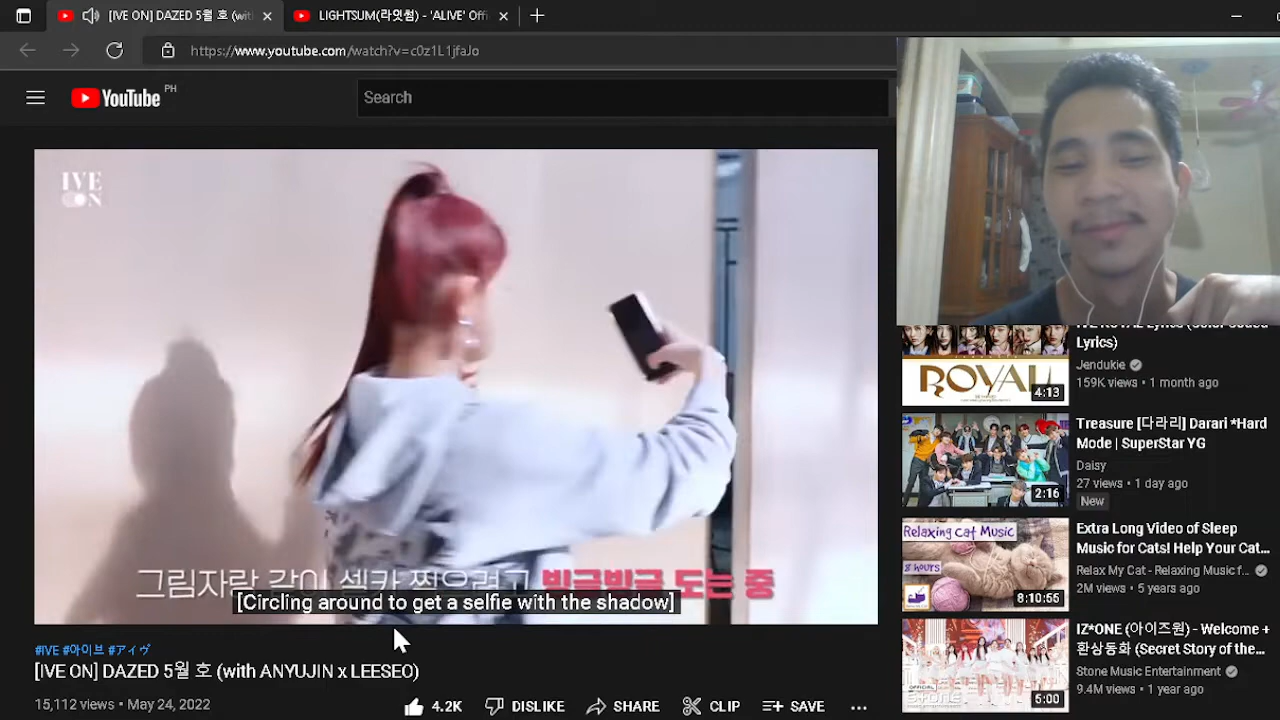 [IVE ON] DAZED 5월 호 (wit
LIGHTSUM(라잇썸) - 'ALIVE' Offi
https://www.youtube.com/watch?v=c0z1L1jfaJo
YouTube PH
Search
IVE
ON
그림자랑 같이 셀카 찍으려고 빙글빙글 도는 중
[Circling around to get a selfie with the shadow]
#IVE #아이브 #アイヴ
[IVE ON] DAZED 5월 호 (with ANYUJIN x LEESEO)
15,112 views • May 24, 2022
4.2K
DISLIKE
SHARE
CLIP
SAVE
ROYAL
4:13
Lyrics)
Jendukie
159K views • 1 month ago
2:16
Treasure [다라리] Darari *Hard
Mode | SuperStar YG
Daisy
27 views • 1 day ago
New
Relaxing Cat Music
8 hours
8:10:55
Extra Long Video of Sleep
Music for Cats! Help Your Cat...
Relax My Cat - Relaxing Music f...
2M views • 5 years ago
5:00
IZ*ONE (아이즈원) - Welcome +
환상동화 (Secret Story of the...
Stone Music Entertainment
9.4M views • 1 year ago